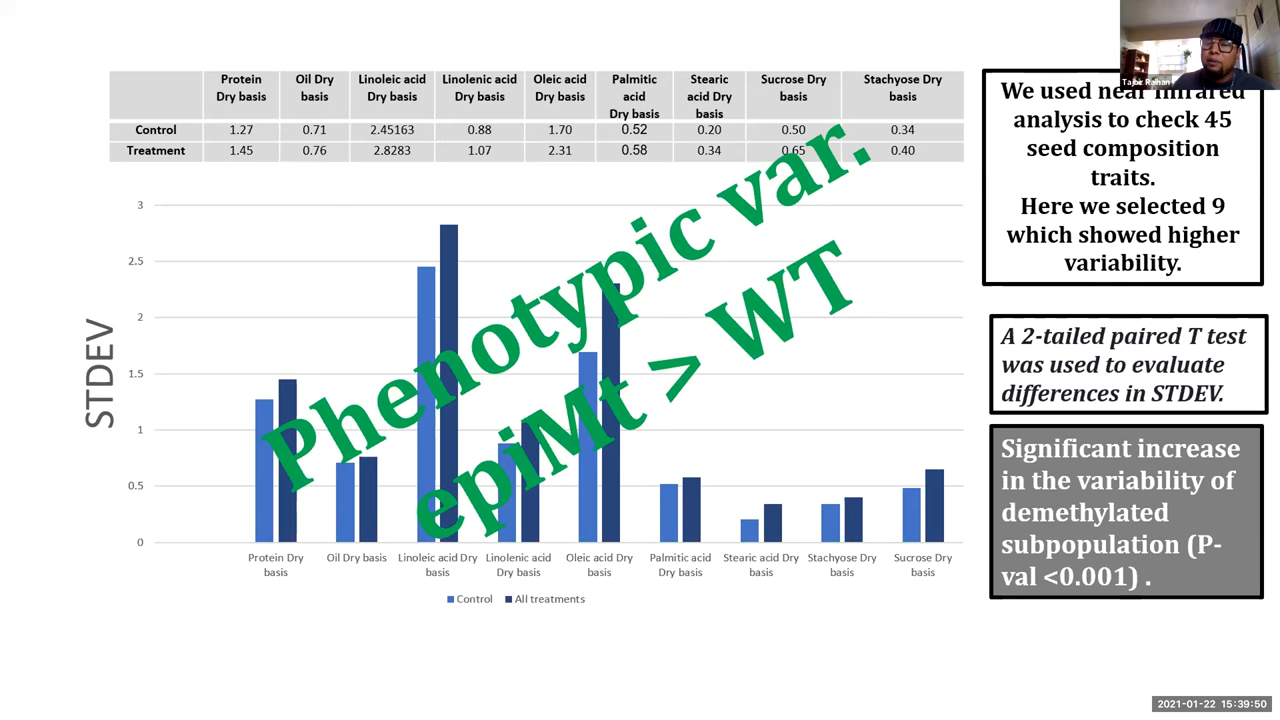 Protein Dry basis Oil Dry basis Linoleic acid Dry basis Linolenic acid Dry basis Oleic acid Dry basis Palmitic acid Dry basis Stearic acid Dry basis Sucrose Dry basis Stachyose Dry basis
Control 1.27 0.71 2.45163 0.88 1.70 0.52 0.20 0.50 0.34
Treatment 1.45 0.76 2.8283 1.07 2.31 0.58 0.34 0.65 0.40
STDEV
3
2.5
2
1.5
1
0.5
0
Protein Dry basis
Oil Dry basis
Linoleic acid Dry basis
Linolenic acid Dry basis
Oleic acid Dry basis
Palmitic acid Dry basis
Stearic acid Dry basis
Stachyose Dry basis
Sucrose Dry basis
Control All treatments
Phenotypic var.
epiMt > WT
Tajbir Raihan
We used near infrared
analysis to check 45
seed composition
traits.
Here we selected 9
which showed higher
variability.
A 2-tailed paired T test
was used to evaluate
differences in STDEV.
Significant increase
in the variability of
demethylated
subpopulation (P-
val <0.001) .
2021-01-22 15:39:50